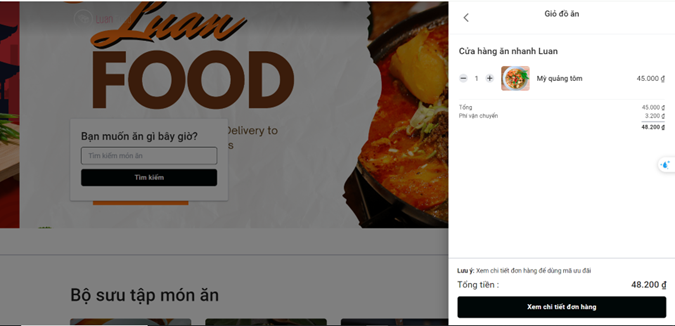 Luan
Luan
FOOD
Delivery to
s
Bạn muốn ăn gì bây giờ?
Tìm kiếm món ăn
Tìm kiếm
Bộ sưu tập món ăn
Giỏ đồ ăn
Cửa hàng ăn nhanh Luan
1
Mỳ quảng tôm
45.000 ₫
Tổng
45.000 ₫
Phí vận chuyển
3.200 ₫
48.200 ₫
Lưu ý: Xem chi tiết đơn hàng để dùng mã ưu đãi
Tổng tiền :
48.200 ₫
Xem chi tiết đơn hàng